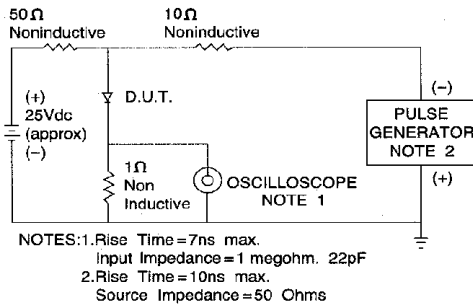 50Ω
Noninductive
10Ω
Noninductive
(+)
25Vdc
(approx)
(−)
D.U.T.
1Ω
Non
Inductive
OSCILLOSCOPE
NOTE 1
(−)
PULSE
GENERATOR
NOTE 2
(+)
NOTES:1.Rise Time=7ns max.
Input Impedance=1 megohm. 22pF
2.Rise Time=10ns max.
Source Impedance=50 Ohms